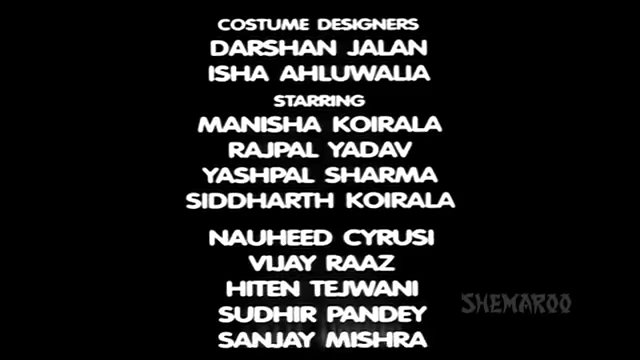 COSTUME DESIGNERS
DARSHAN JALAN
ISHA AHLUWALIA
STARRING
MANISHA KOIRALA
RAJPAL YADAV
YASHPAL SHARMA
SIDDHARTH KOIRALA
NAUHEED CYRUSI
VIJAY RAAZ
HITEN TEJWANI
SHEMAROO
SUDHIR PANDEY
SANJAY MISHRA